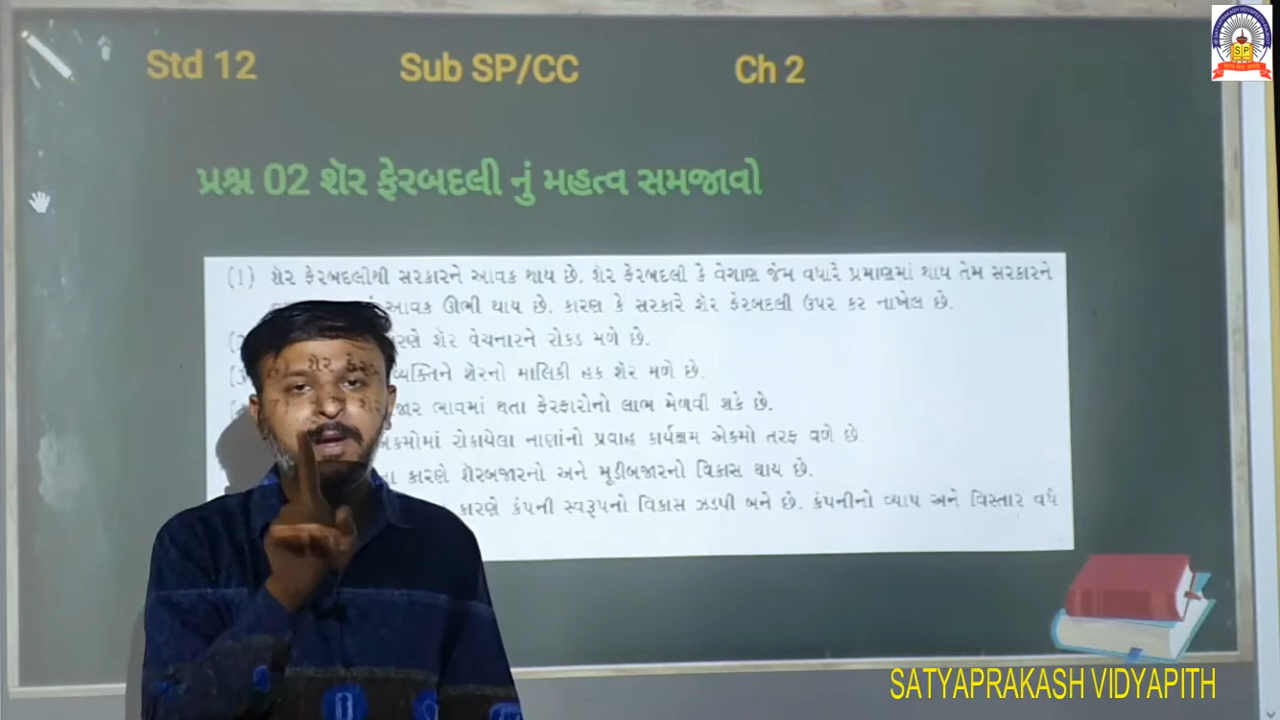 Std 12 Sub SP/CC Ch 2
પ્રશ્ન 02 શૅર ફેરબદલી નું મહત્વ સમજાવો
(1) શૅર ફેરબદલીથી સરકારને આવક થાય છે. શૅર ફેરબદલી કે વેચાણ જેમ વધારે પ્રમાણમાં થાય તેમ સરકારને
આવક ઊભી થાય છે. કારણ કે સરકારે શૅર ફેરબદલી ઉપર કર નાખેલ છે.
શૅર વેચનારને રોકડ મળે છે.
વ્યક્તિને શૅરનો માલિકી હક શૅર મળે છે.
ભાવમાં થતા ફેરફારોનો લાભ મેળવી શકે છે.
રોકાયેલા નાણાંનો પ્રવાહ કાર્યક્ષમ એકમો તરફ વળે છે
કારણે શૅરબજારનો અને મૂડીબજારનો વિકાસ થાય છે.
કારણે કંપની સ્વરૂપનો વિકાસ ઝડપી બને છે. કંપનીનો વ્યાપ અને વિસ્તાર વધે
SP
SATYAPRAKASH VIDYAPITH